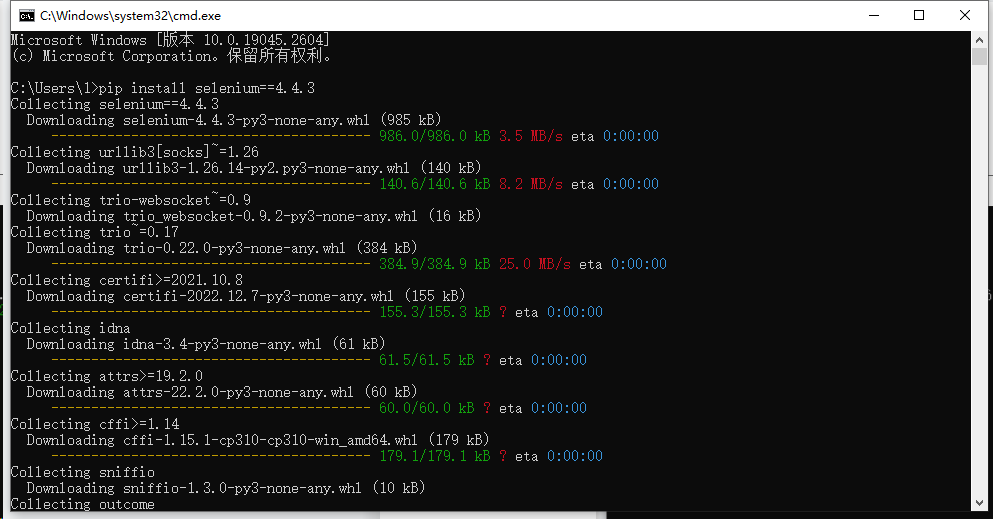 C:\Windows\system32\cmd.exe
Microsoft Windows [版本 10.0.19045.2604]
(c) Microsoft Corporation。保留所有权利。
C:\Users\1>pip install selenium==4.4.3
Collecting selenium==4.4.3
Downloading selenium-4.4.3-py3-none-any.whl (985 kB)
---------------------------------------- 986.0/986.0 kB 3.5 MB/s eta 0:00:00
Collecting urllib3[socks]~=1.26
Downloading urllib3-1.26.14-py2.py3-none-any.whl (140 kB)
---------------------------------------- 140.6/140.6 kB 8.2 MB/s eta 0:00:00
Collecting trio-websocket~=0.9
Downloading trio_websocket-0.9.2-py3-none-any.whl (16 kB)
Collecting trio~=0.17
Downloading trio-0.22.0-py3-none-any.whl (384 kB)
---------------------------------------- 384.9/384.9 kB 25.0 MB/s eta 0:00:00
Collecting certifi>=2021.10.8
Downloading certifi-2022.12.7-py3-none-any.whl (155 kB)
---------------------------------------- 155.3/155.3 kB ? eta 0:00:00
Collecting idna
Downloading idna-3.4-py3-none-any.whl (61 kB)
---------------------------------------- 61.5/61.5 kB ? eta 0:00:00
Collecting attrs>=19.2.0
Downloading attrs-22.2.0-py3-none-any.whl (60 kB)
---------------------------------------- 60.0/60.0 kB ? eta 0:00:00
Collecting cffi>=1.14
Downloading cffi-1.15.1-cp310-cp310-win_amd64.whl (179 kB)
---------------------------------------- 179.1/179.1 kB ? eta 0:00:00
Collecting sniffio
Downloading sniffio-1.3.0-py3-none-any.whl (10 kB)
Collecting outcome